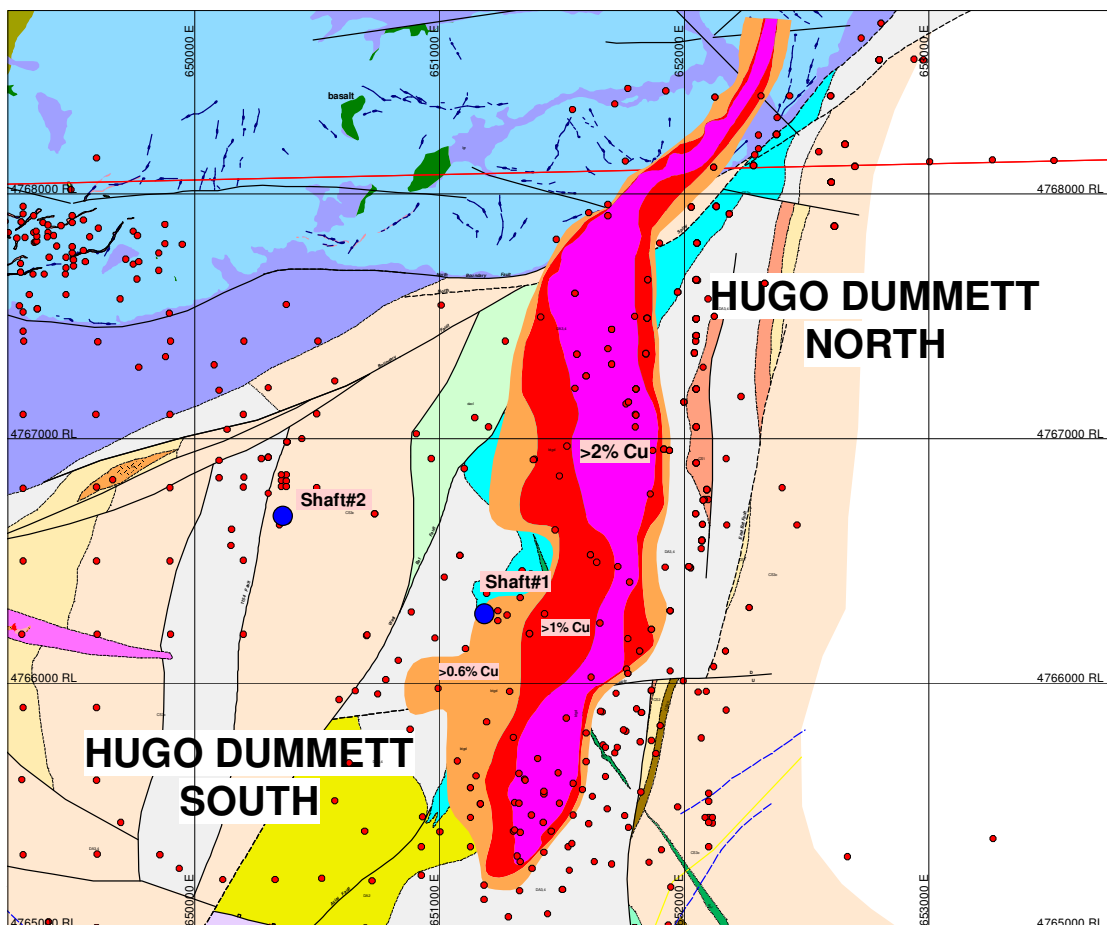 650000 E
651000 E
652000 E
653000 E
basalt
4768000 RL
4768000 RL
HUGO DUMMETT
NORTH
4767000 RL
4767000 RL
>2% Cu
Shaft#2
Shaft#1
>1% Cu
>0.6% Cu
4766000 RL
4766000 RL
HUGO DUMMETT
SOUTH
650000 E
651000 E
652000 E
653000 E
4765000 RL
4765000 RL